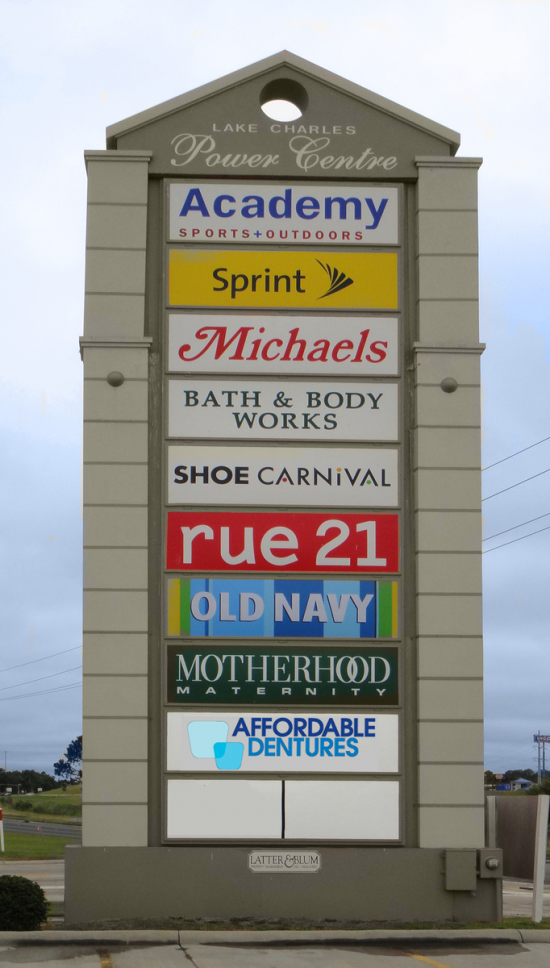 LAKE CHARLES
Power Centre
Academy
SPORTS+OUTDOORS
Sprint
Michaels
BATH & BODY
WORKS
SHOE CARNiVAL
rue 21
OLD NAVY
MOTHERHOOD
MATERNITY
AFFORDABLE
DENTURES
LATTER&BLUM